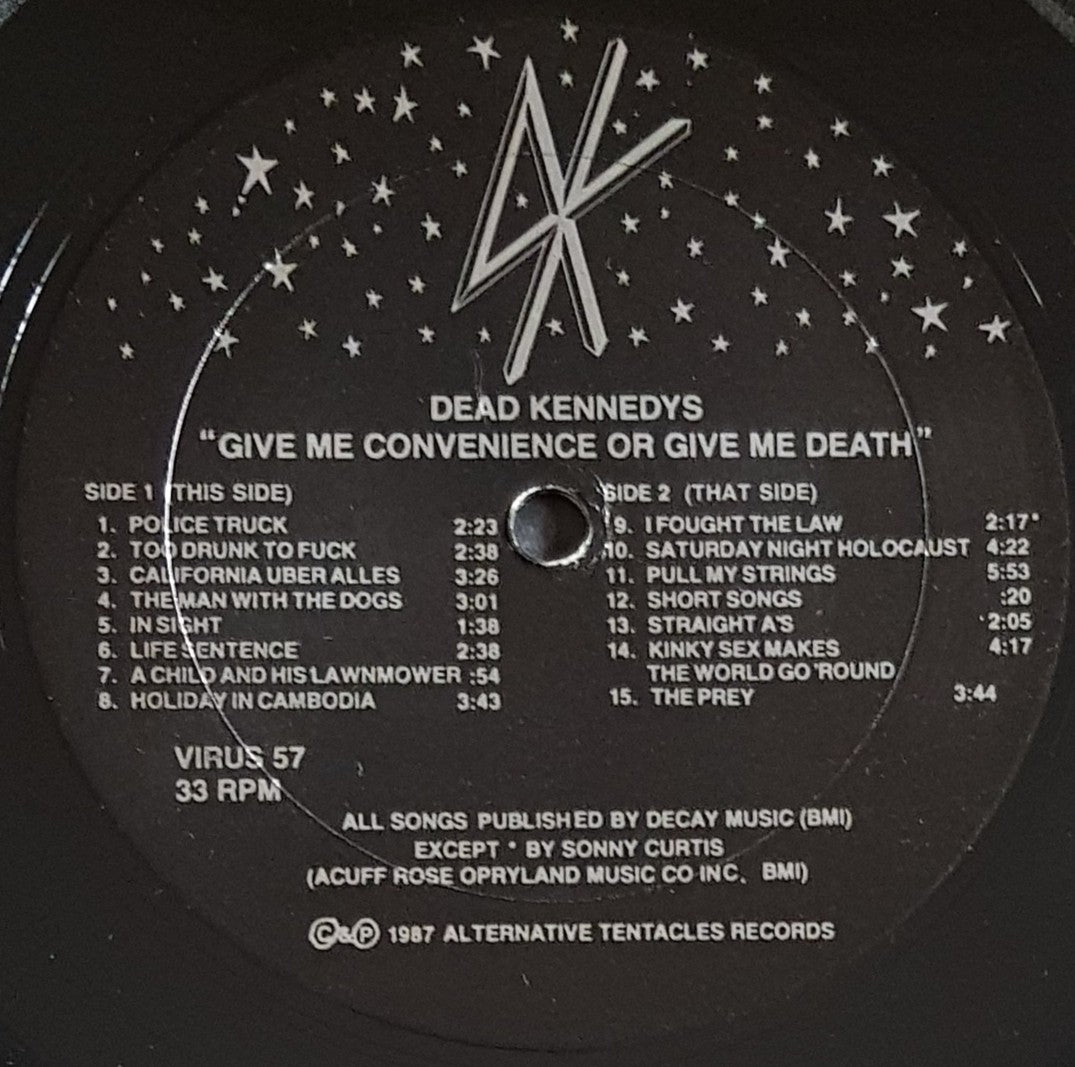 DK
DEAD KENNEDYS
"GIVE ME CONVENIENCE OR GIVE ME DEATH"
SIDE 1 (THIS SIDE)
1. POLICE TRUCK 2:23
2. TOO DRUNK TO FUCK 2:38
3. CALIFORNIA UBER ALLES 3:26
4. THE MAN WITH THE DOGS 3:01
5. IN SIGHT 1:38
6. LIFE SENTENCE 2:38
7. A CHILD AND HIS LAWNMOWER :54
8. HOLIDAY IN CAMBODIA 3:43
SIDE 2 (THAT SIDE)
9. I FOUGHT THE LAW 2:17*
10. SATURDAY NIGHT HOLOCAUST 4:22
11. PULL MY STRINGS 5:53
12. SHORT SONGS :20
13. STRAIGHT A'S 2:05
14. KINKY SEX MAKES 4:17
THE WORLD GO 'ROUND
15. THE PREY 3:44
VIRUS 57
33 RPM
ALL SONGS PUBLISHED BY DECAY MUSIC (BMI)
EXCEPT * BY SONNY CURTIS
(ACUFF ROSE OPRYLAND MUSIC CO INC. BMI)
©&℗ 1987 ALTERNATIVE TENTACLES RECORDS